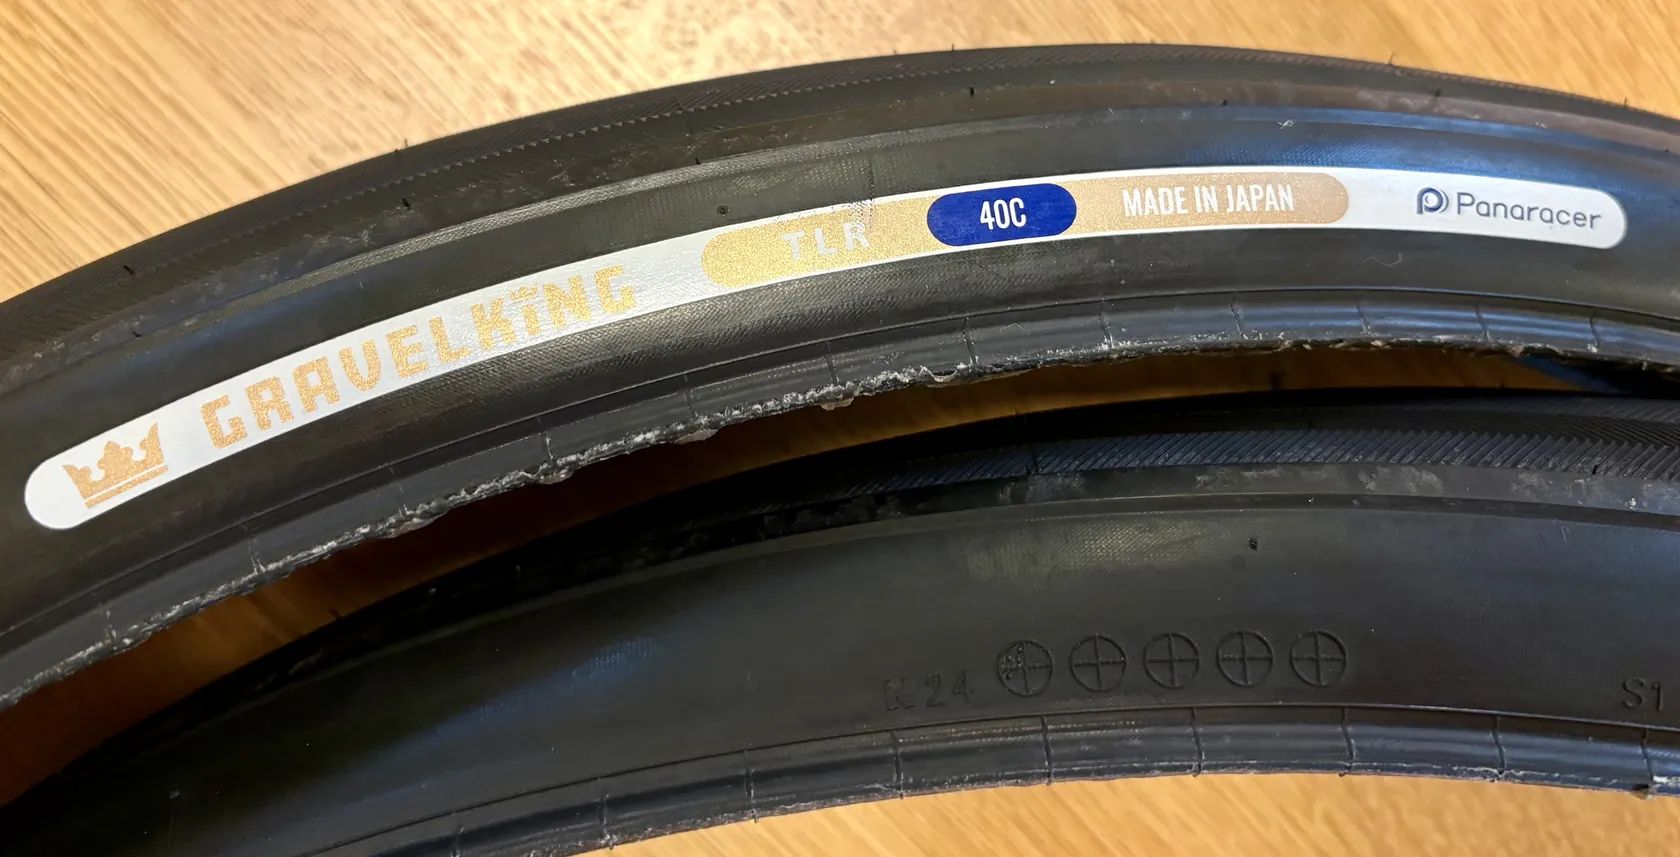 GRAVELKING TLR 40C MADE IN JAPAN Panaracer
24
S1